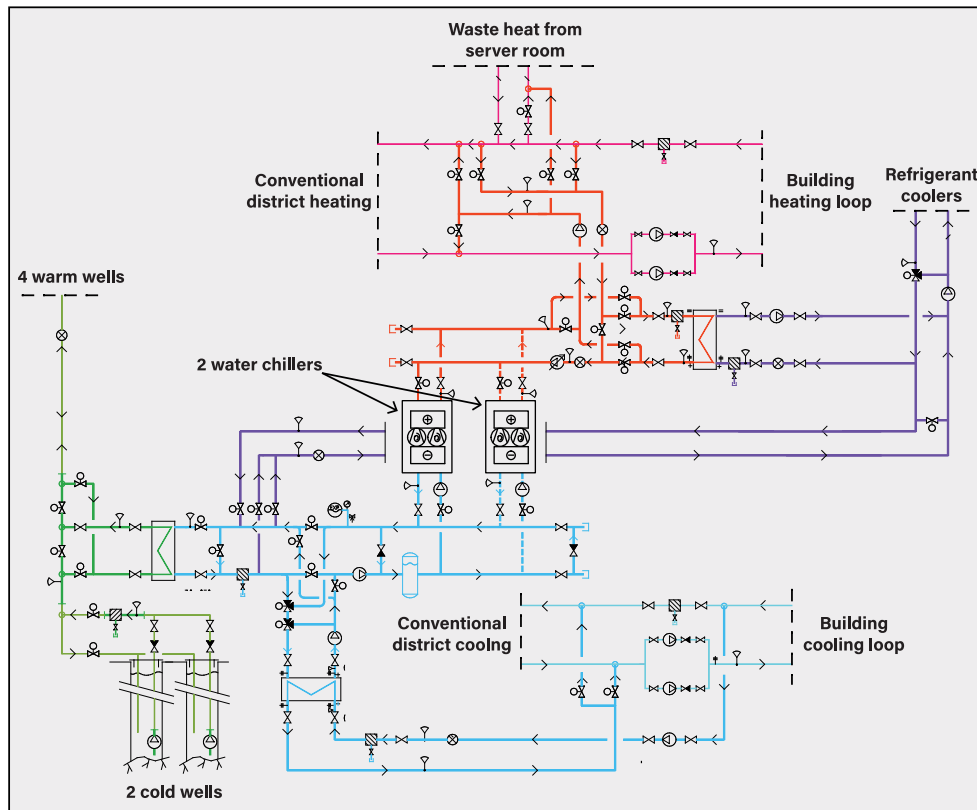 Waste heat from
server room
Conventional
district heating
Building
heating loop
Refrigerant
coolers
4 warm wells
2 water chillers
Conventional
district coolng
Building
cooling loop
2 cold wells